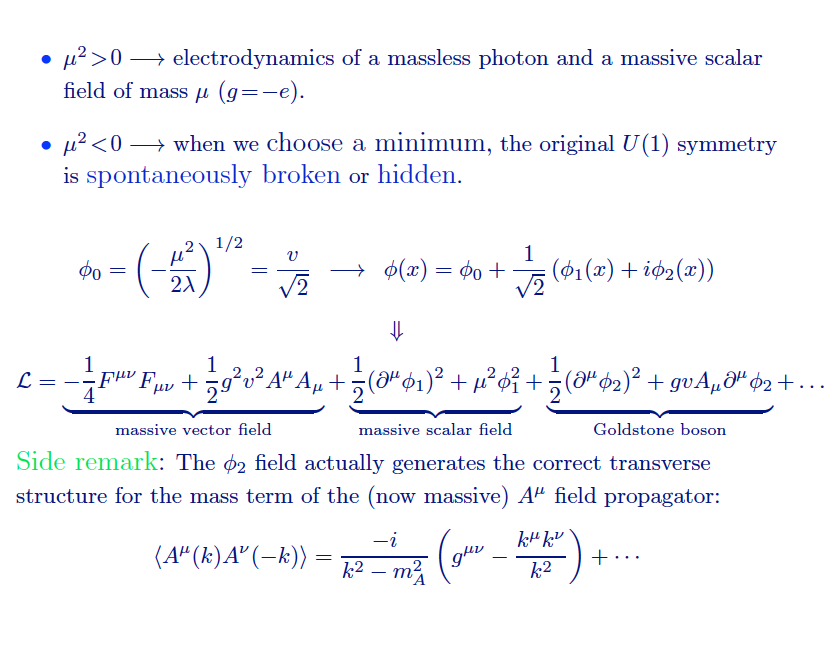 • μ² > 0 ⟶ electrodynamics of a massless photon and a massive scalar
field of mass μ (g = −e).
• μ² < 0 ⟶ when we choose a minimum, the original U(1) symmetry
is spontaneously broken or hidden.
ϕ₀ = (−μ²/2λ)^{1/2} = v/√2 ⟶ ϕ(x) = ϕ₀ + 1/√2 (ϕ₁(x) + iϕ₂(x))
⇓
ℒ = −1/4 F^{μν}F_{μν} + 1/2 g²v²A^μA_μ + 1/2 (∂^μϕ₁)² + μ²ϕ₁² + 1/2 (∂^μϕ₂)² + gvA_μ∂^μϕ₂ + …
massive vector field massive scalar field Goldstone boson
Side remark: The ϕ₂ field actually generates the correct transverse
structure for the mass term of the (now massive) A^μ field propagator:
⟨A^μ(k)A^ν(−k)⟩ = −i/(k² − m_A²) (g^{μν} − k^μk^ν/k²) + ⋯